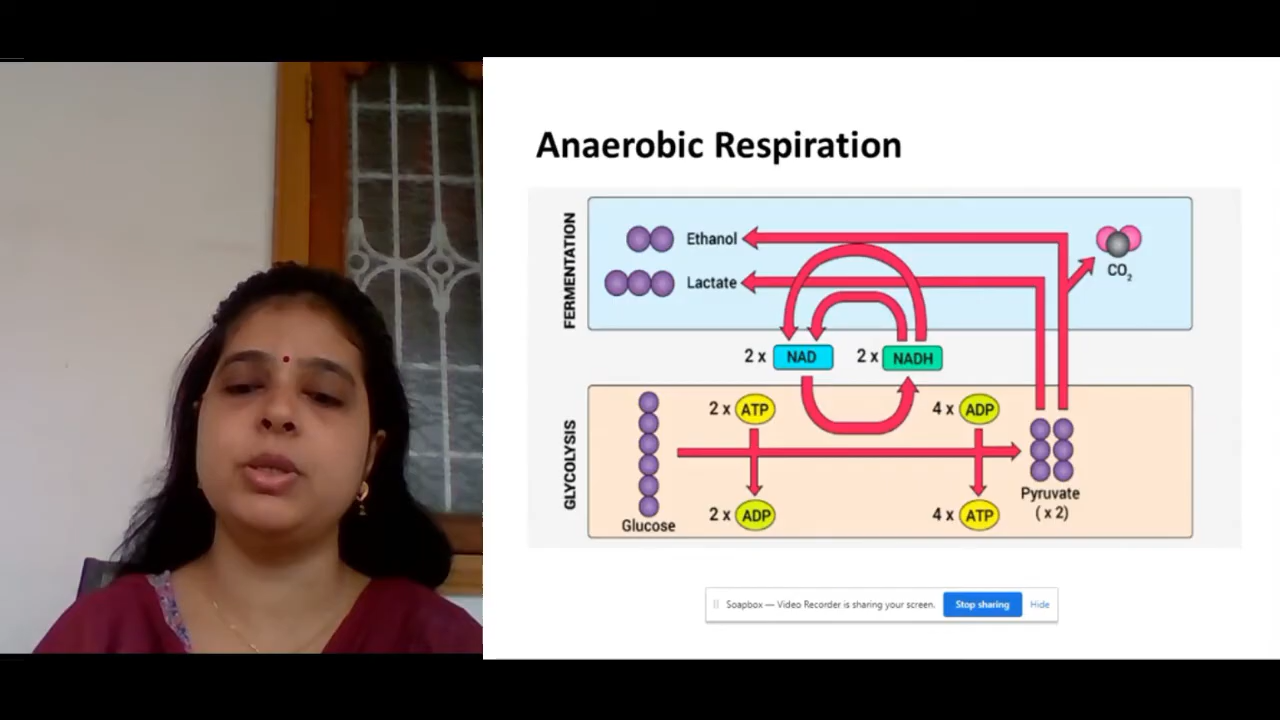 Anaerobic Respiration
FERMENTATION
Ethanol
Lactate
CO2
2 x NAD
2 x NADH
GLYCOLYSIS
2 x ATP
4 x ADP
Glucose
2 x ADP
4 x ATP
Pyruvate
( x 2)
Soapbox — Video Recorder is sharing your screen. Stop sharing Hide